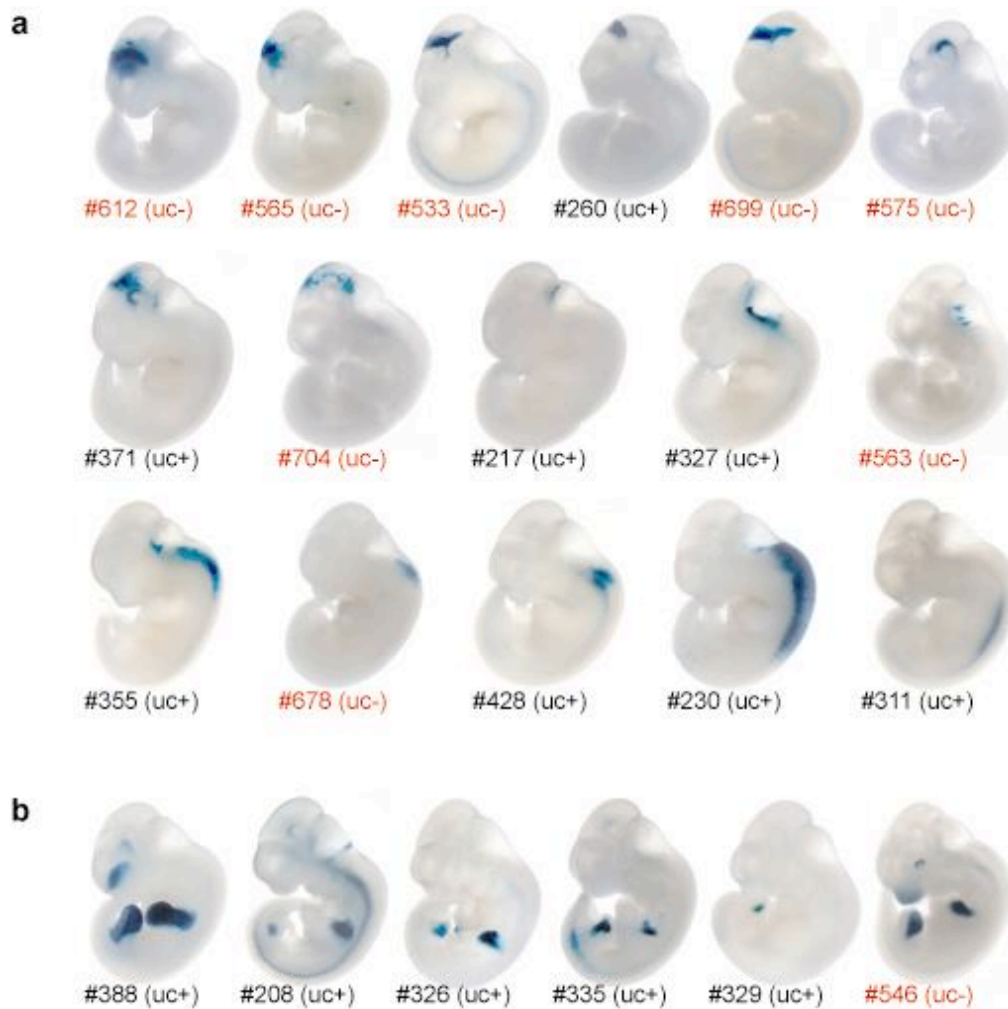 a
#612 (uc-) #565 (uc-) #533 (uc-) #260 (uc+) #699 (uc-) #575 (uc-)
#371 (uc+) #704 (uc-) #217 (uc+) #327 (uc+) #563 (uc-)
#355 (uc+) #678 (uc-) #428 (uc+) #230 (uc+) #311 (uc+)
b
#388 (uc+) #208 (uc+) #326 (uc+) #335 (uc+) #329 (uc+) #546 (uc-)